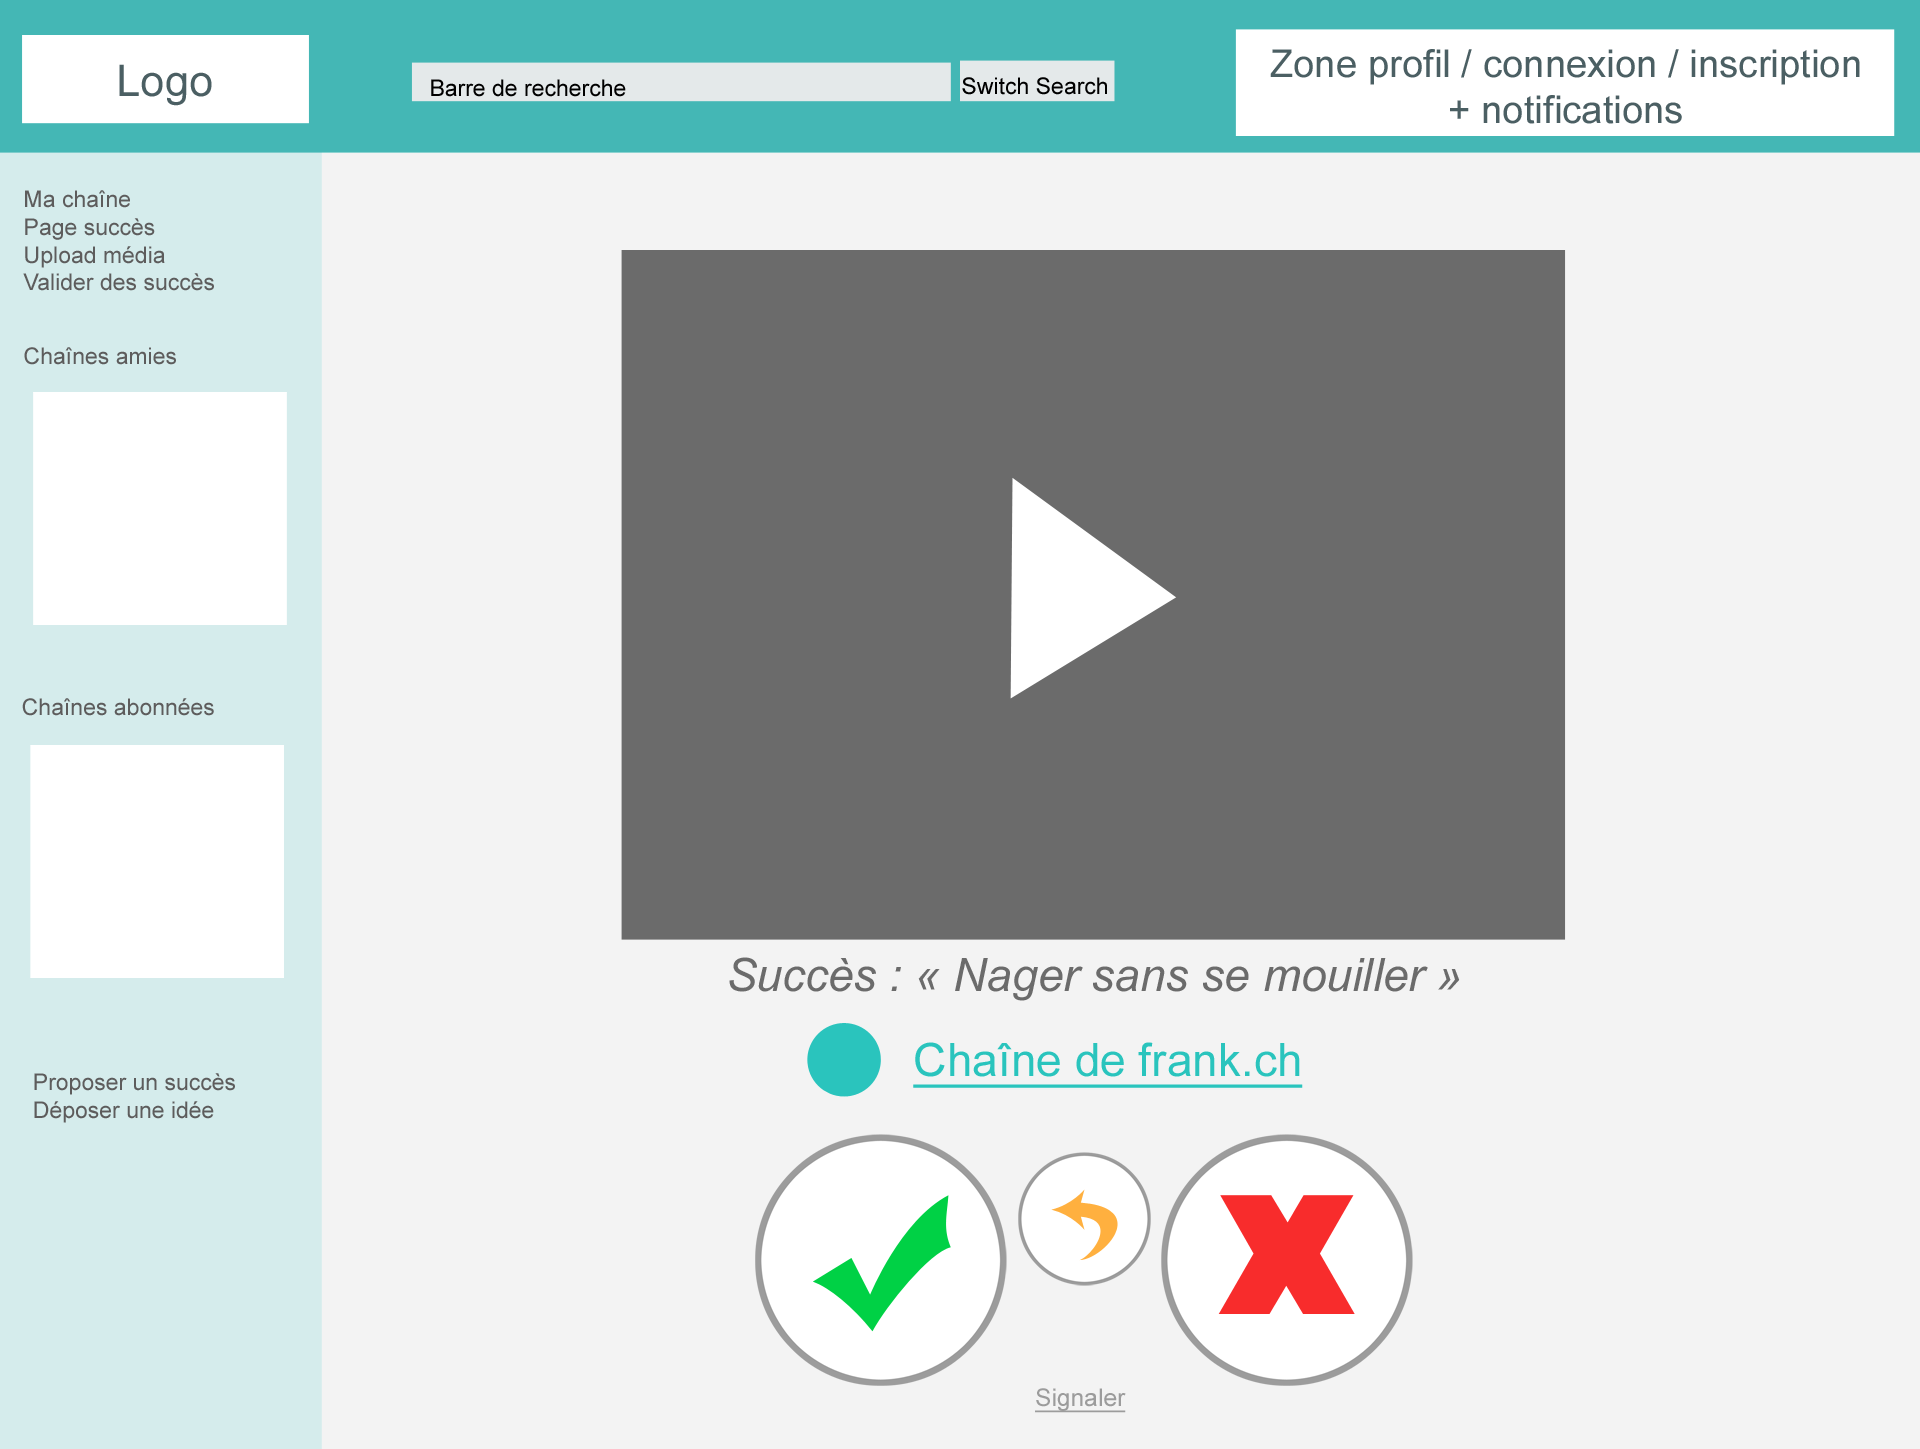 Logo
Barre de recherche
Switch Search
Zone profil / connexion / inscription
+ notifications
Ma chaîne
Page succès
Upload média
Valider des succès
Chaînes amies
Chaînes abonnées
Proposer un succès
Déposer une idée
Succès : « Nager sans se mouiller »
Chaîne de frank.ch
Signaler